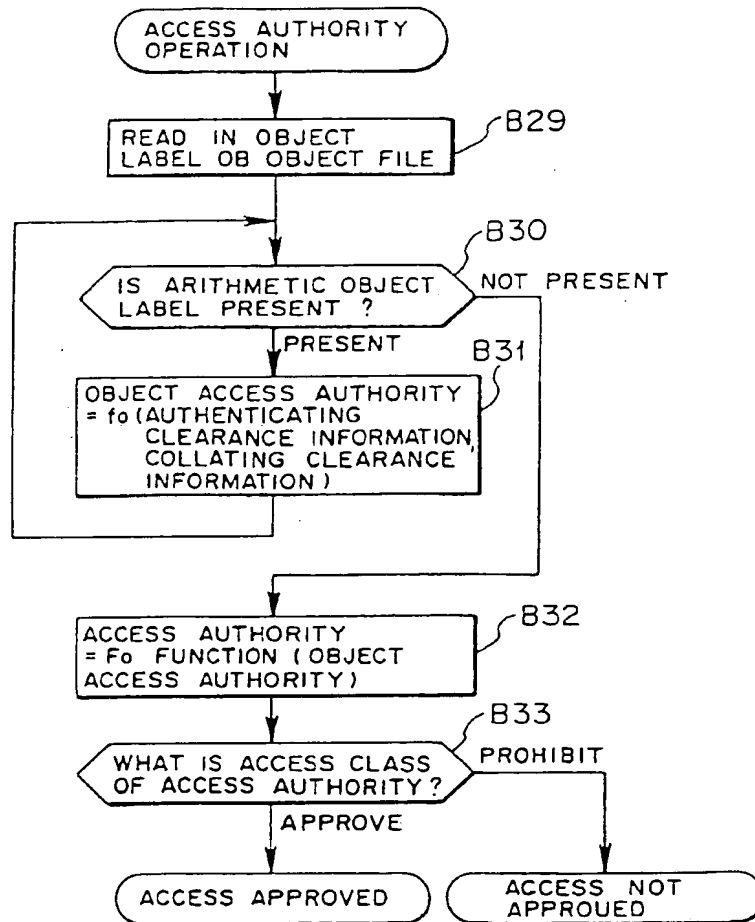 ACCESS AUTHORITY
OPERATION
READ IN OBJECT
LABEL OB OBJECT FILE
B29
B30
IS ARITHMETIC OBJECT
LABEL PRESENT ?
NOT PRESENT
PRESENT
B31
OBJECT ACCESS AUTHORITY
= fo (AUTHENTICATING
CLEARANCE INFORMATION,
COLLATING CLEARANCE
INFORMATION)
B32
ACCESS AUTHORITY
= Fo FUNCTION (OBJECT
ACCESS AUTHORITY)
B33
WHAT IS ACCESS CLASS
OF ACCESS AUTHORITY?
PROHIBIT
APPROVE
ACCESS APPROVED
ACCESS NOT
APPROUED